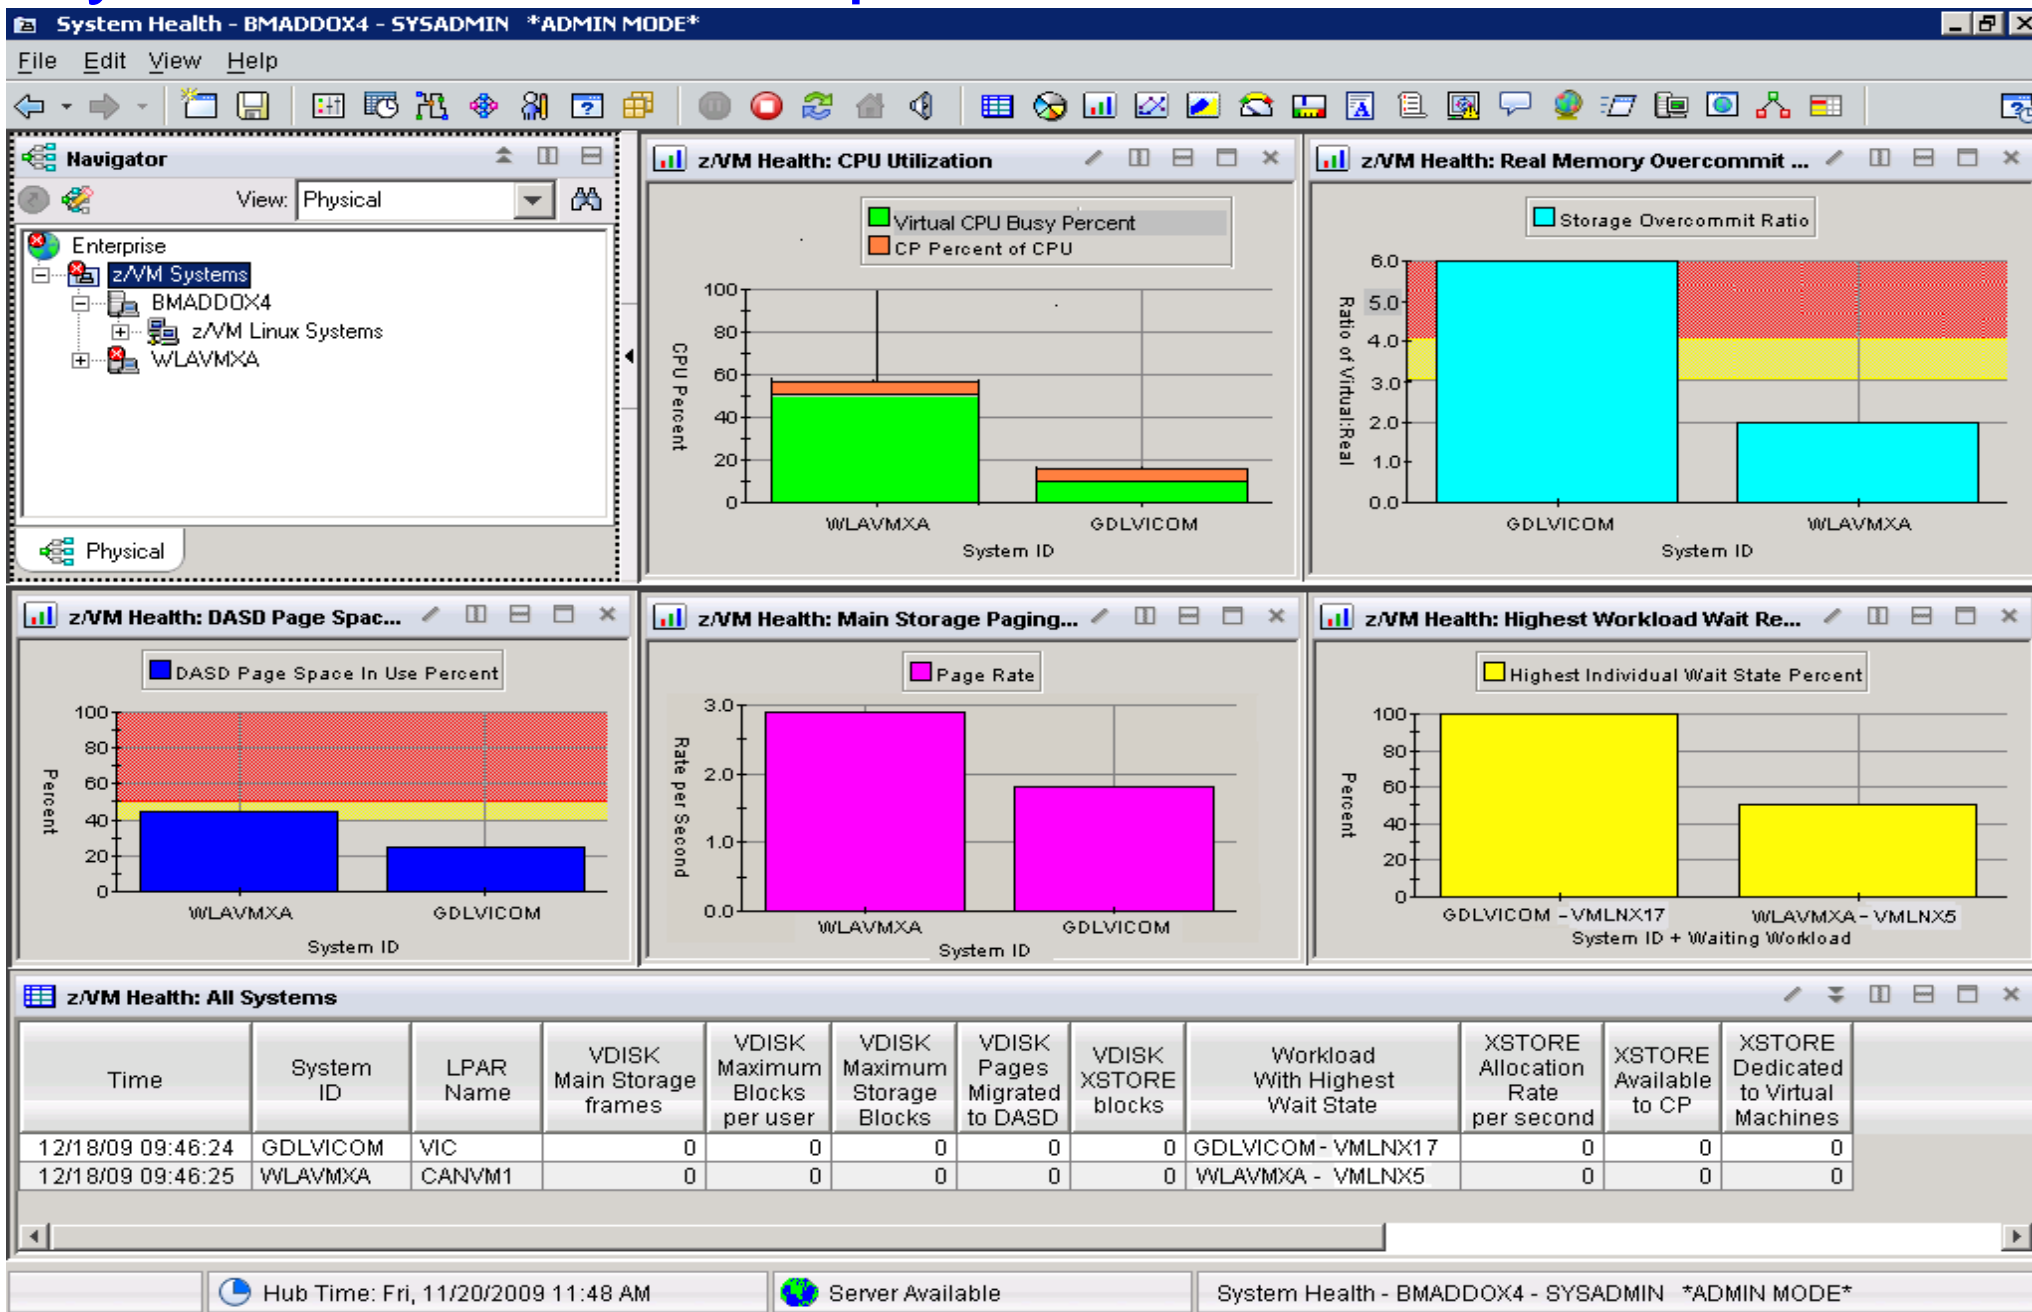 System Health - BMADDOX4 - SYSADMIN *ADMIN MODE*
File Edit View Help
Navigator
View: Physical
Enterprise
z/VM Systems
BMADDOX4
z/VM Linux Systems
WLAVMXA
Physical
z/VM Health: CPU Utilization
Virtual CPU Busy Percent
CP Percent of CPU
100
80
60
40
20
0
CPU Percent
WLAVMXA GDLVICOM
System ID
z/VM Health: Real Memory Overcommit ...
Storage Overcommit Ratio
6.0
5.0
4.0
3.0
2.0
1.0
0.0
Ratio of Virtual:Real
GDLVICOM WLAVMXA
System ID
z/VM Health: DASD Page Spac...
DASD Page Space In Use Percent
100
80
60
40
20
0
Percent
WLAVMXA GDLVICOM
System ID
z/VM Health: Main Storage Paging...
Page Rate
3.0
2.0
1.0
0.0
Rate per Second
WLAVMXA GDLVICOM
System ID
z/VM Health: Highest Workload Wait Re...
Highest Individual Wait State Percent
100
80
60
40
20
0
Percent
GDLVICOM - VMLNX17 WLAVMXA - VMLNX5
System ID + Waiting Workload
z/VM Health: All Systems
Time
System
ID
LPAR
Name
VDISK
Main Storage
frames
VDISK
Maximum
Blocks
per user
VDISK
Maximum
Storage
Blocks
VDISK
Pages
Migrated
to DASD
VDISK
XSTORE
blocks
Workload
With Highest
Wait State
XSTORE
Allocation
Rate
per second
XSTORE
Available
to CP
XSTORE
Dedicated
to Virtual
Machines
12/18/09 09:46:24 GDLVICOM VIC 0 0 0 0 0 GDLVICOM - VMLNX17 0 0 0
12/18/09 09:46:25 WLAVMXA CANVM1 0 0 0 0 0 WLAVMXA - VMLNX5 0 0 0
Hub Time: Fri, 11/20/2009 11:48 AM
Server Available
System Health - BMADDOX4 - SYSADMIN *ADMIN MODE*